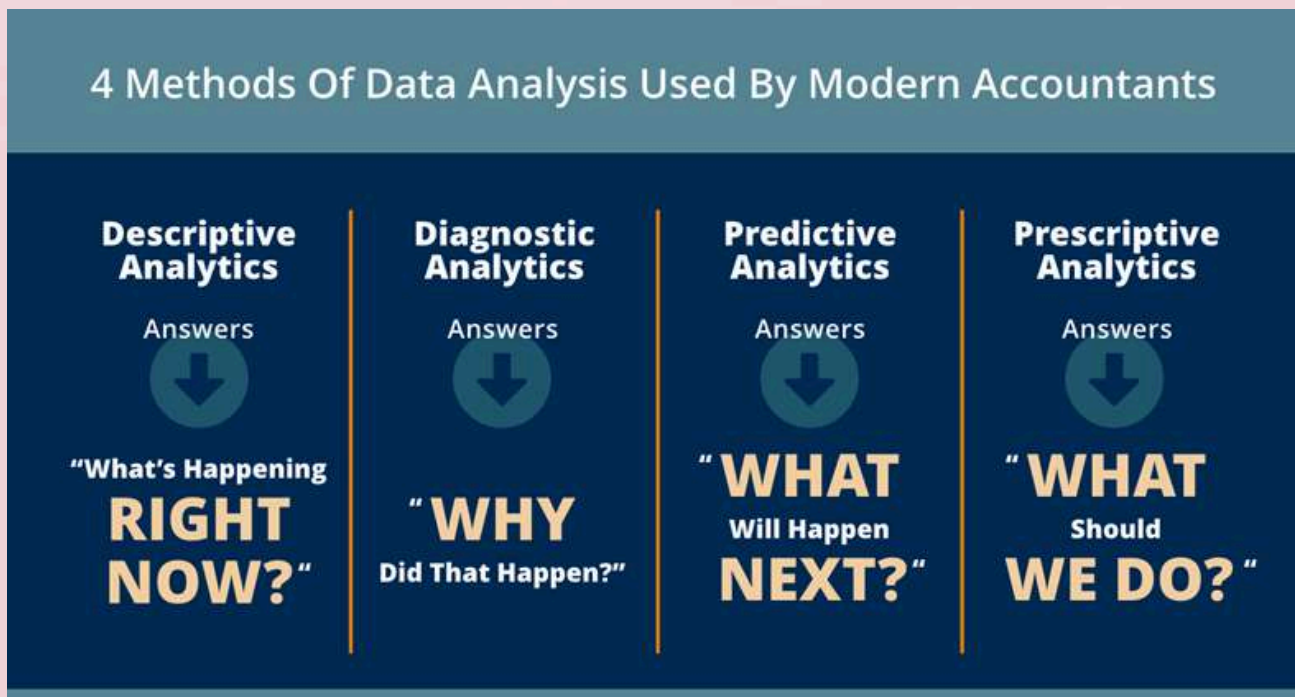 4 Methods Of Data Analysis Used By Modern Accountants
Descriptive
Analytics
Answers
“What’s Happening
RIGHT
NOW?“
Diagnostic
Analytics
Answers
“WHY
Did That Happen?”
Predictive
Analytics
Answers
“WHAT
Will Happen
NEXT?“
Prescriptive
Analytics
Answers
“WHAT
Should
WE DO?“